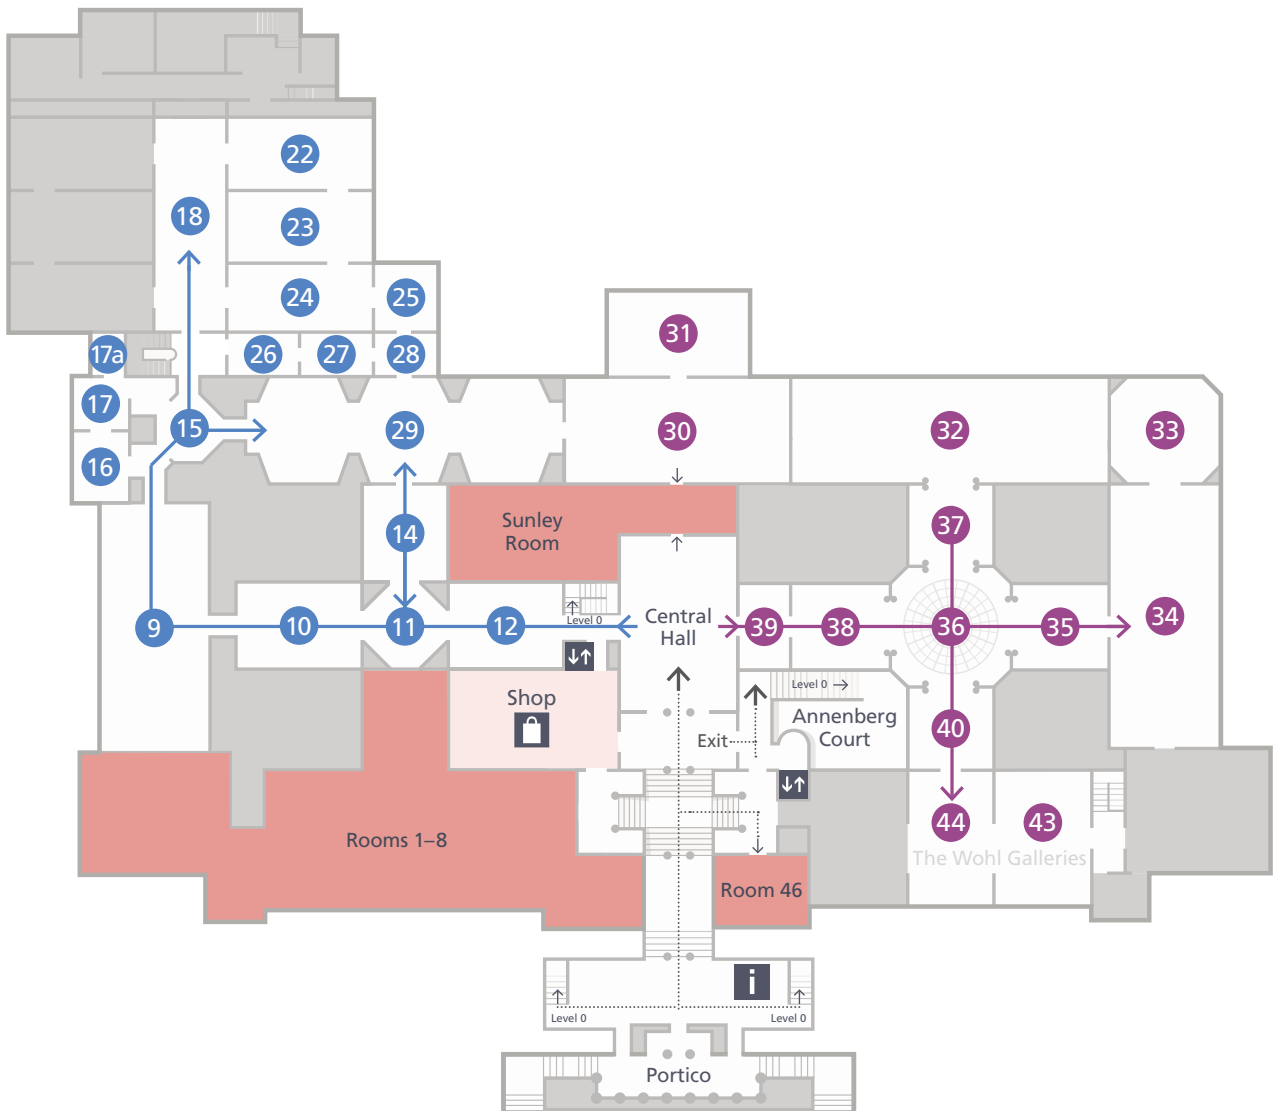 22
18
23
24
25
31
17a
26
27
28
17
15
29
30
32
33
16
Sunley
Room
37
14
9
10
11
12
Level 0
Central
Hall
39
38
36
35
34
Shop
Level 0
Annenberg
Court
Exit
40
44
43
The Wohl Galleries
Rooms 1–8
Room 46
i
Level 0
Level 0
Portico